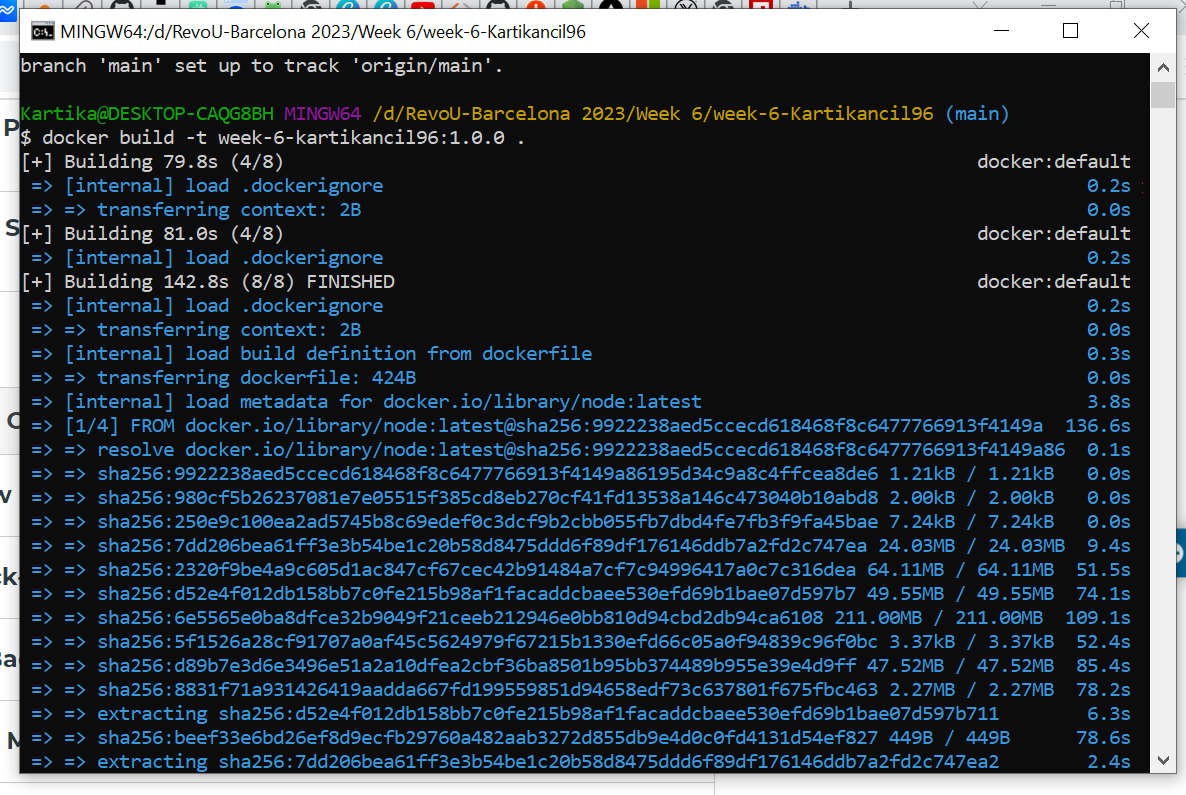 MINGW64:/d/RevoU-Barcelona 2023/Week 6/week-6-Kartikancil96
branch 'main' set up to track 'origin/main'.
Kartika@DESKTOP-CAQG8BH MINGW64 /d/RevoU-Barcelona 2023/Week 6/week-6-Kartikancil96 (main)
$ docker build -t week-6-kartikancil96:1.0.0 .
[+] Building 79.8s (4/8) docker:default
=> [internal] load .dockerignore 0.2s
=> => transferring context: 2B 0.0s
[+] Building 81.0s (4/8) docker:default
=> [internal] load .dockerignore 0.2s
[+] Building 142.8s (8/8) FINISHED docker:default
=> [internal] load .dockerignore 0.2s
=> => transferring context: 2B 0.0s
=> [internal] load build definition from dockerfile 0.3s
=> => transferring dockerfile: 424B 0.0s
=> [internal] load metadata for docker.io/library/node:latest 3.8s
=> [1/4] FROM docker.io/library/node:latest@sha256:9922238aed5ccecd618468f8c6477766913f4149a 136.6s
=> => resolve docker.io/library/node:latest@sha256:9922238aed5ccecd618468f8c6477766913f4149a86 0.1s
=> => sha256:9922238aed5ccecd618468f8c6477766913f4149a86195d34c9a8c4ffcea8de6 1.21kB / 1.21kB 0.0s
=> => sha256:980cf5b26237081e7e05515f385cd8eb270cf41fd13538a146c473040b10abd8 2.00kB / 2.00kB 0.0s
=> => sha256:250e9c100ea2ad5745b8c69edef0c3dcf9b2cbb055fb7dbd4fe7fb3f9fa45bae 7.24kB / 7.24kB 0.0s
=> => sha256:7dd206bea61ff3e3b54be1c20b58d8475ddd6f89df176146ddb7a2fd2c747ea 24.03MB / 24.03MB 9.4s
=> => sha256:2320f9be4a9c605d1ac847cf67cec42b91484a7cf7c94996417a0c7c316dea 64.11MB / 64.11MB 51.5s
=> => sha256:d52e4f012db158bb7c0fe215b98af1facaddcbaee530efd69b1bae07d597b7 49.55MB / 49.55MB 74.1s
=> => sha256:6e5565e0ba8dfce32b9049f21ceeb212946e0bb810d94cbd2db94ca6108 211.00MB / 211.00MB 109.1s
=> => sha256:5f1526a28cf91707a0af45c5624979f67215b1330efd66c05a0f94839c96f0bc 3.37kB / 3.37kB 52.4s
=> => sha256:d89b7e3d6e3496e51a2a10dfea2cbf36ba8501b95bb374489b955e39e4d9ff 47.52MB / 47.52MB 85.4s
=> => sha256:8831f71a931426419aadda667fd199559851d94658edf73c637801f675fbc463 2.27MB / 2.27MB 78.2s
=> => extracting sha256:d52e4f012db158bb7c0fe215b98af1facaddcbaee530efd69b1bae07d597b711 6.3s
=> => sha256:beef33e6bd26ef8d9ecfb29760a482aab3272d855db9e4d0c0fd4131d54ef827 449B / 449B 78.6s
=> => extracting sha256:7dd206bea61ff3e3b54be1c20b58d8475ddd6f89df176146ddb7a2fd2c747ea2 2.4s